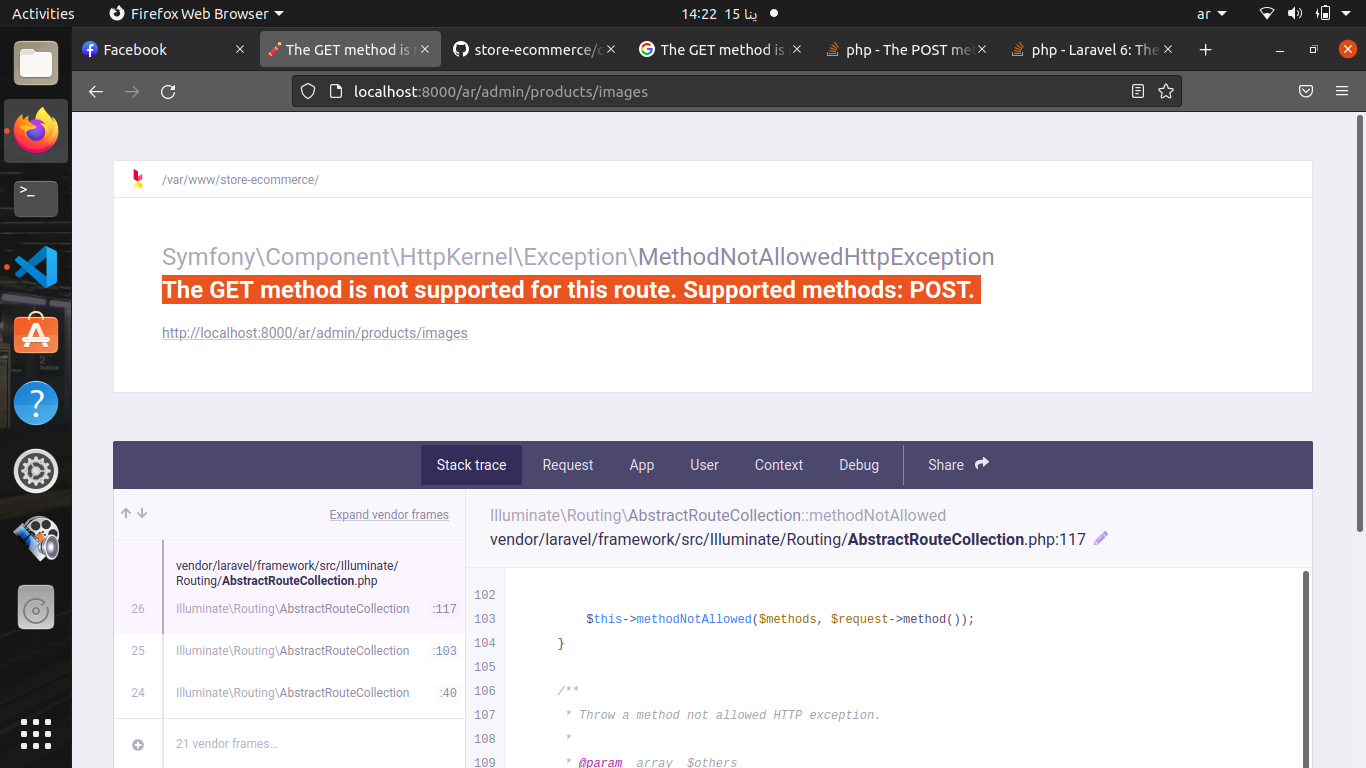 Activities
Firefox Web Browser
14:22 15 ينا
ar
Facebook
The GET method is n
store-ecommerce/c
The GET method is n
php - The POST met
php - Laravel 6: The
localhost:8000/ar/admin/products/images
/var/www/store-ecommerce/
Symfony\Component\HttpKernel\Exception\MethodNotAllowedHttpException
The GET method is not supported for this route. Supported methods: POST.
http://localhost:8000/ar/admin/products/images
Stack trace
Request
App
User
Context
Debug
Share
Expand vendor frames
vendor/laravel/framework/src/Illuminate/
Routing/AbstractRouteCollection.php
26 Illuminate\Routing\AbstractRouteCollection :117
25 Illuminate\Routing\AbstractRouteCollection :103
24 Illuminate\Routing\AbstractRouteCollection :40
21 vendor frames…
Illuminate\Routing\AbstractRouteCollection::methodNotAllowed
vendor/laravel/framework/src/Illuminate/Routing/AbstractRouteCollection.php:117
102
103 $this->methodNotAllowed($methods, $request->method());
104 }
105
106 /**
107 * Throw a method not allowed HTTP exception.
108 *
109 * @param array $others